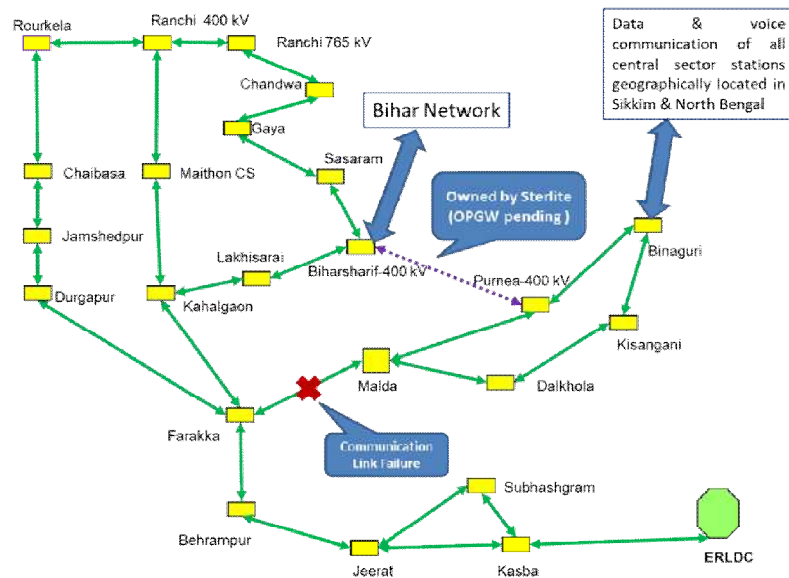 Rourkela
Ranchi 400 kV
Ranchi 765 kV
Data & voice
communication of all
central sector stations
geographically located in
Sikkim & North Bengal
Chandwa
Bihar Network
Gaya
Sasaram
Chaibasa
Maithon CS
Owned by Sterlite
(OPGW pending )
Jamshedpur
Lakhisarai
Binaguri
Biharsharif-400 kV
Purnea-400 kV
Durgapur
Kahalgaon
Kisangani
Malda
Dalkhola
Farakka
Communication
Link Failure
Subhashgram
Behrampur
Jeerat
Kasba
ERLDC